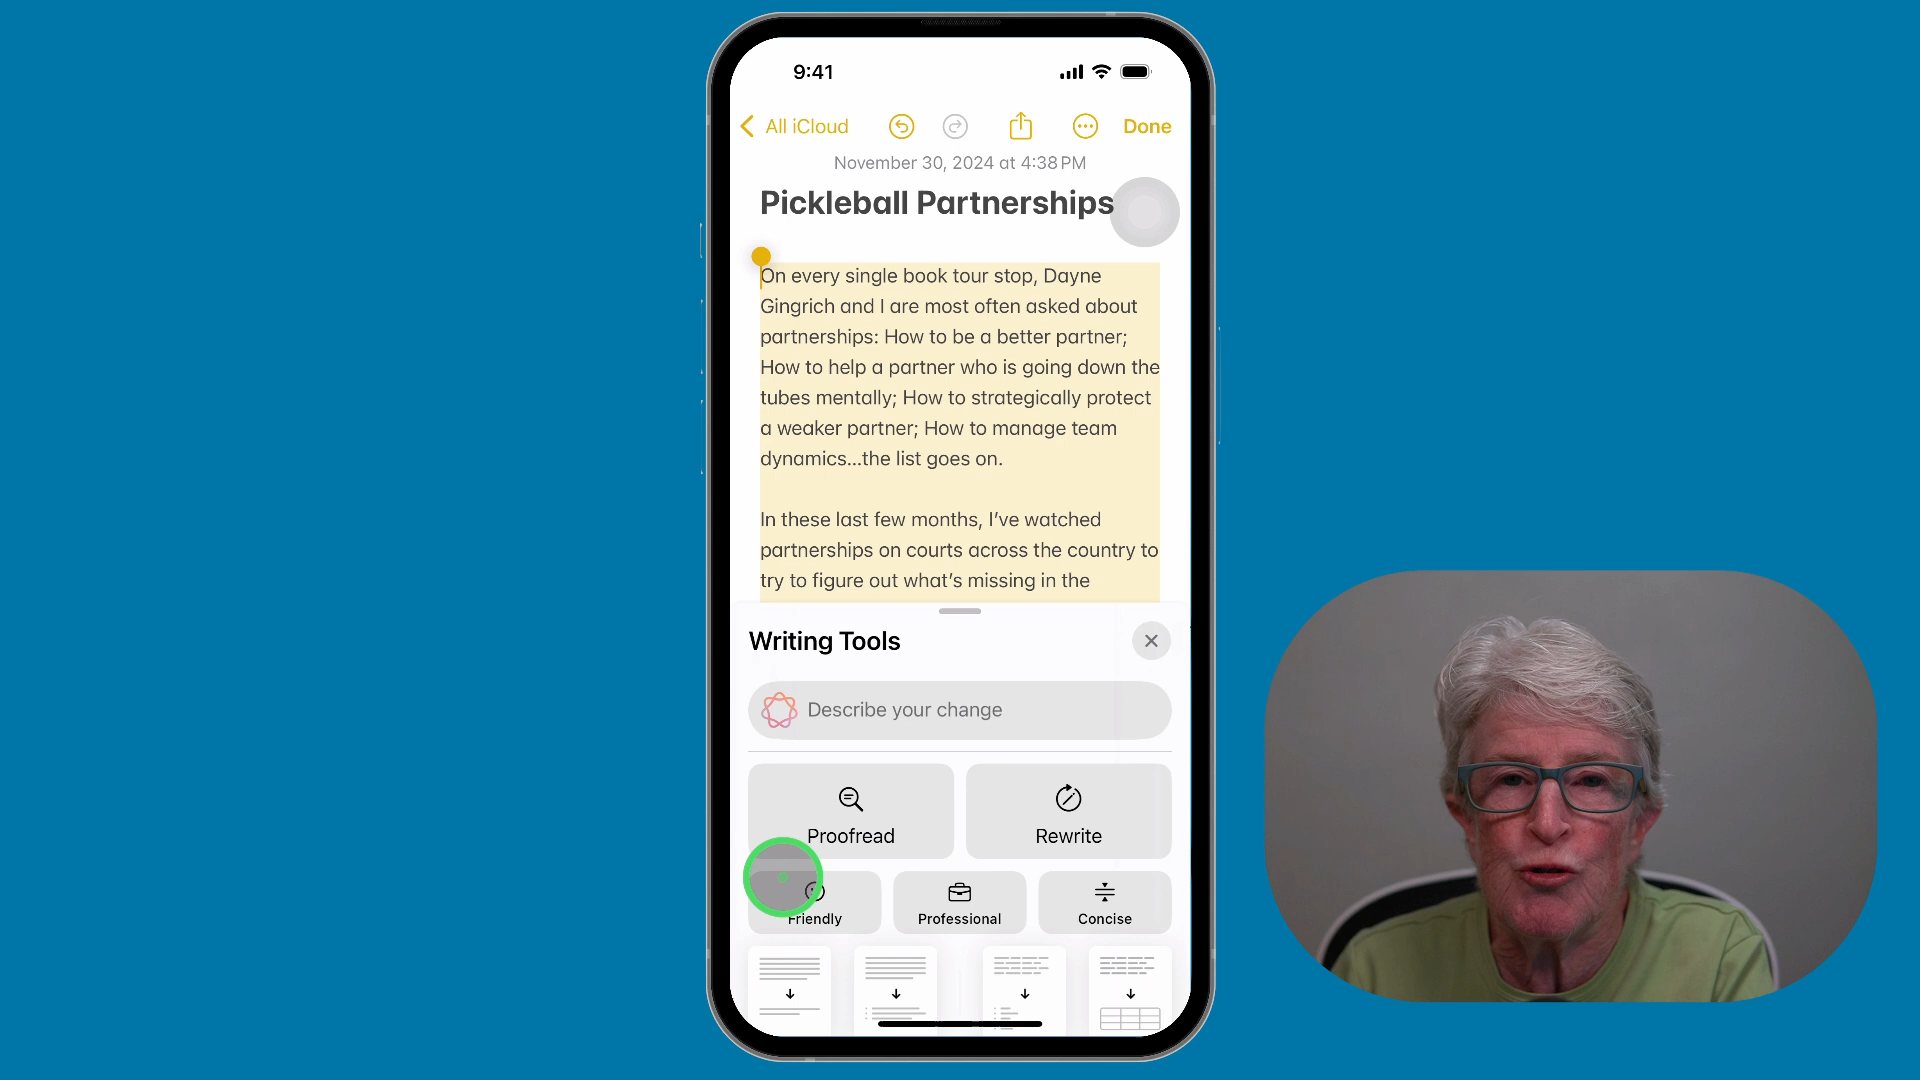 9:41
All iCloud
Done
November 30, 2024 at 4:38 PM
Pickleball Partnerships
On every single book tour stop, Dayne
Gingrich and I are most often asked about
partnerships: How to be a better partner;
How to help a partner who is going down the
tubes mentally; How to strategically protect
a weaker partner; How to manage team
dynamics...the list goes on.
In these last few months, I've watched
partnerships on courts across the country to
try to figure out what's missing in the
Writing Tools
Describe your change
Proofread
Rewrite
Friendly
Professional
Concise